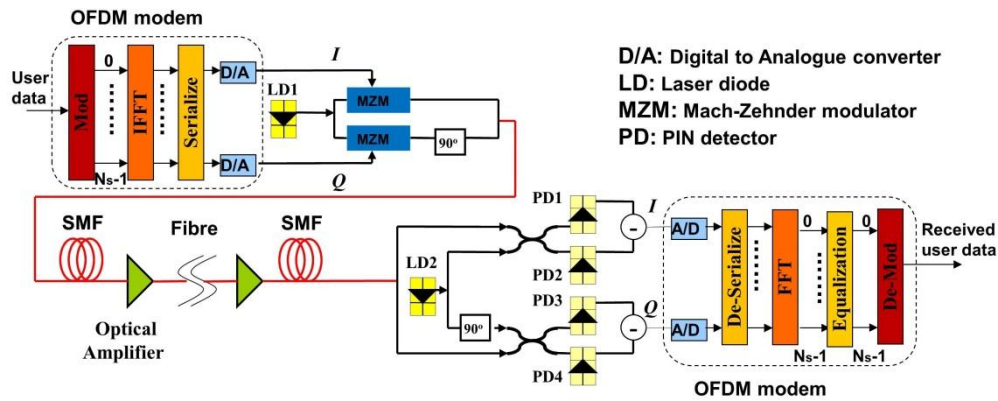 OFDM modem
User
data
Mod
0
Ns-1
IFFT
Serialize
D/A
D/A
I
Q
LD1
MZM
MZM
90º
D/A: Digital to Analogue converter
LD: Laser diode
MZM: Mach-Zehnder modulator
PD: PIN detector
SMF
Fibre
SMF
Optical
Amplifier
LD2
90º
PD1
PD2
PD3
PD4
-
-
I
Q
A/D
A/D
De-Serialize
FFT
0
Ns-1
Equalization
0
Ns-1
De-Mod
Received
user data
OFDM modem